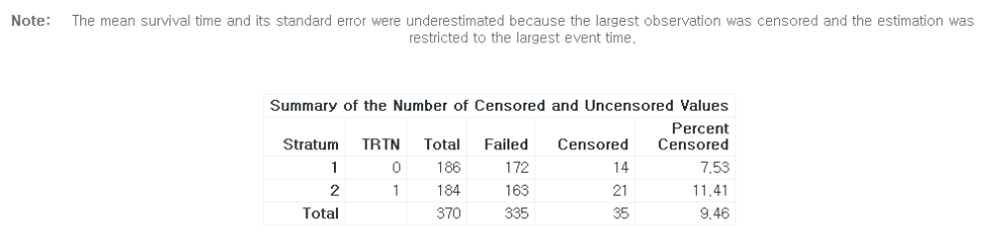 Note: The mean survival time and its standard error were underestimated because the largest observation was censored and the estimation was
restricted to the largest event time.
Summary of the Number of Censored and Uncensored Values
Stratum TRTN Total Failed Censored Percent Censored
1 0 186 172 14 7.53
2 1 184 163 21 11.41
Total 370 335 35 9.46